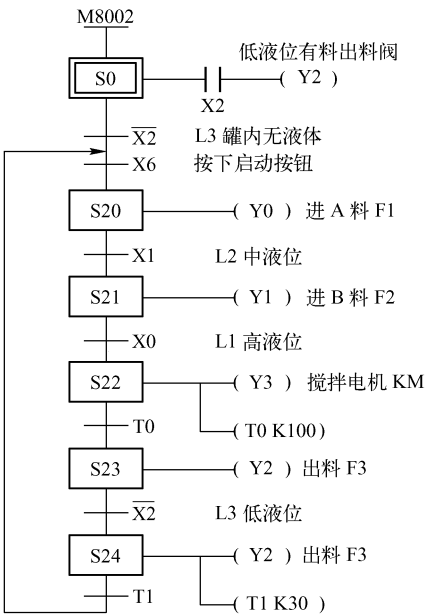 M8002
低液位有料出料阀
S0
X2
( Y2 )
X2̅ L3 罐内无液体
X6 按下启动按钮
S20 ( Y0 ) 进 A 料 F1
X1 L2 中液位
S21 ( Y1 ) 进 B 料 F2
X0 L1 高液位
S22 ( Y3 ) 搅拌电机 KM
T0 ( T0 K100 )
S23 ( Y2 ) 出料 F3
X2̅ L3 低液位
S24 ( Y2 ) 出料 F3
T1 ( T1 K30 )